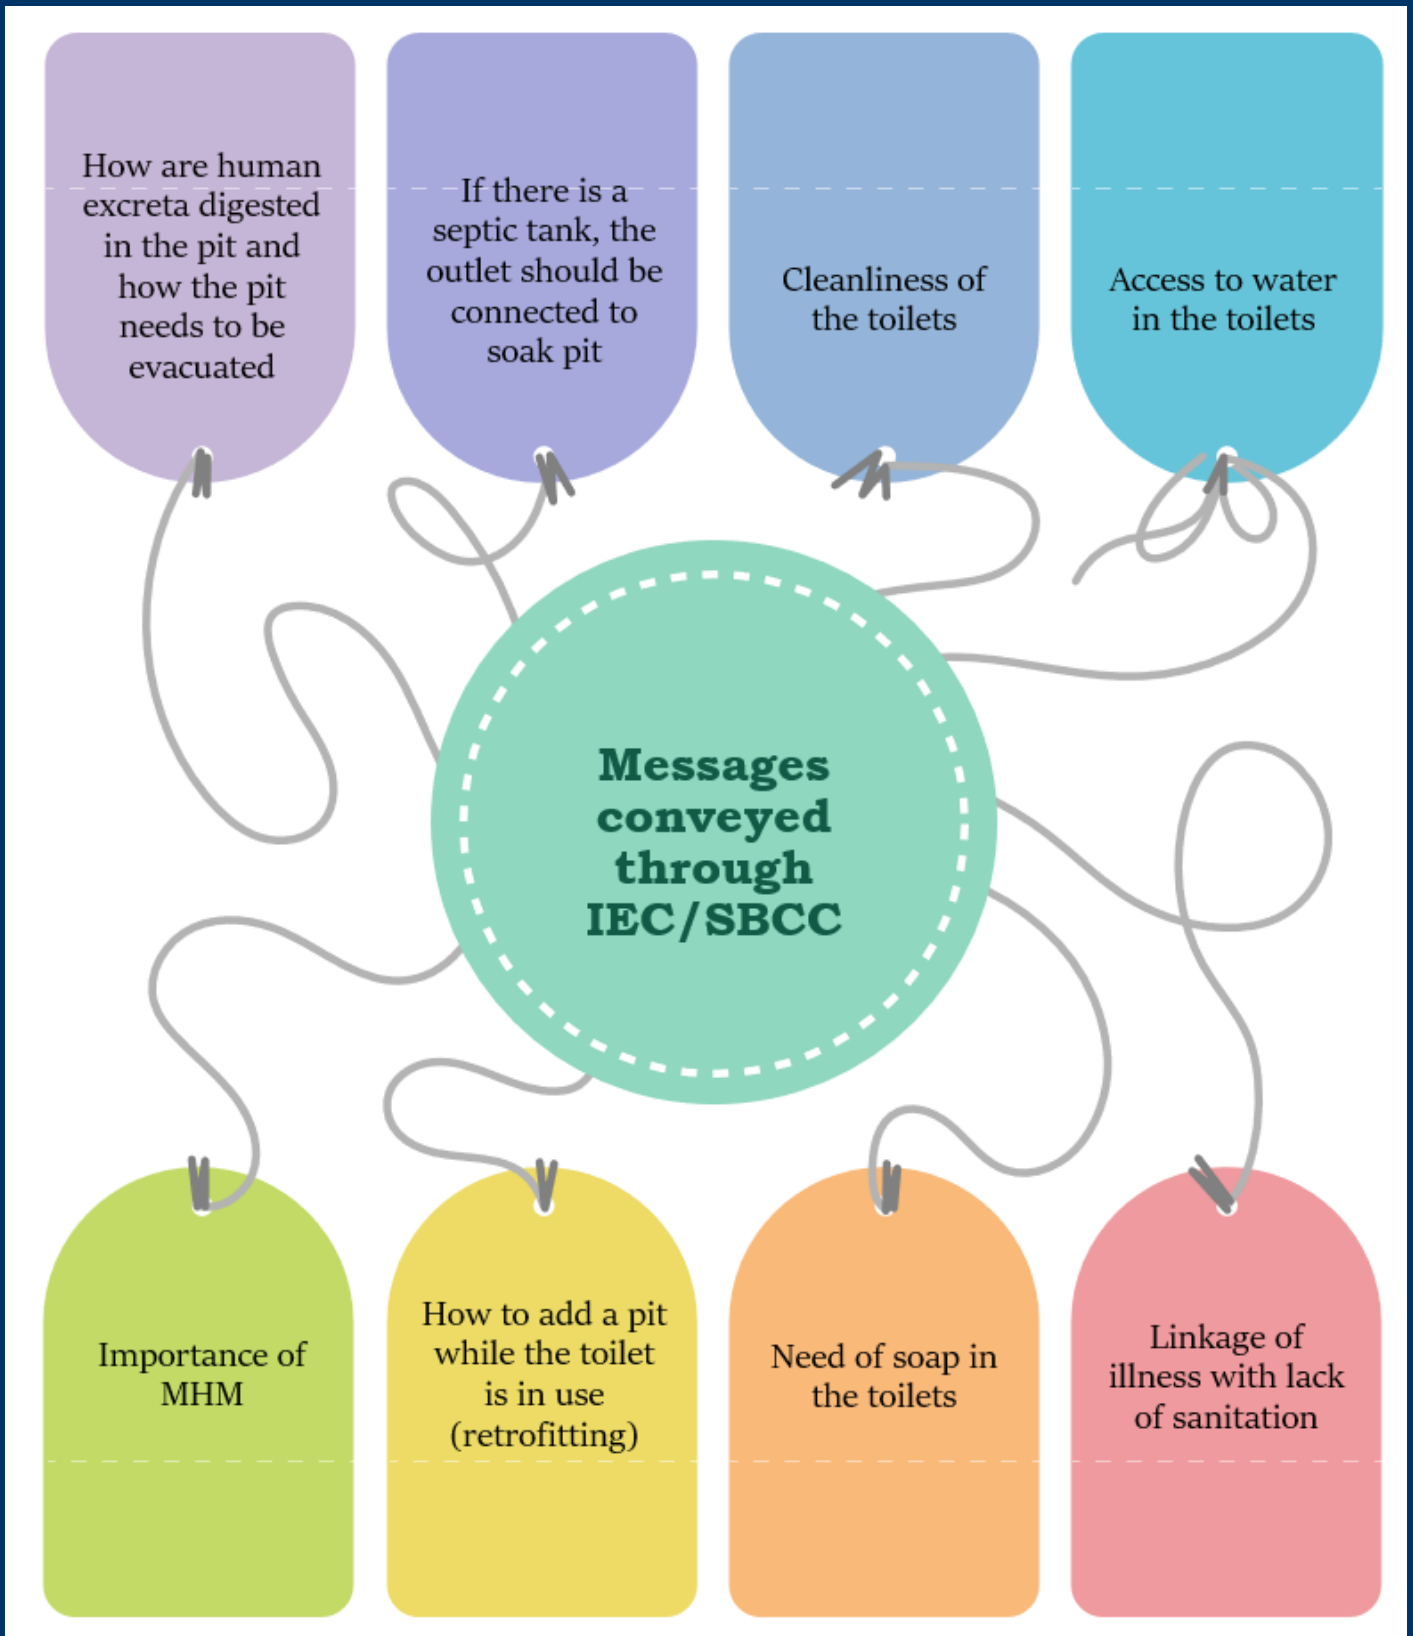 How are human
excreta digested
in the pit and
how the pit
needs to be
evacuated
If there is a
septic tank, the
outlet should be
connected to
soak pit
Cleanliness of
the toilets
Access to water
in the toilets
Messages
conveyed
through
IEC/SBCC
Importance of
MHM
How to add a pit
while the toilet
is in use
(retrofitting)
Need of soap in
the toilets
Linkage of
illness with lack
of sanitation